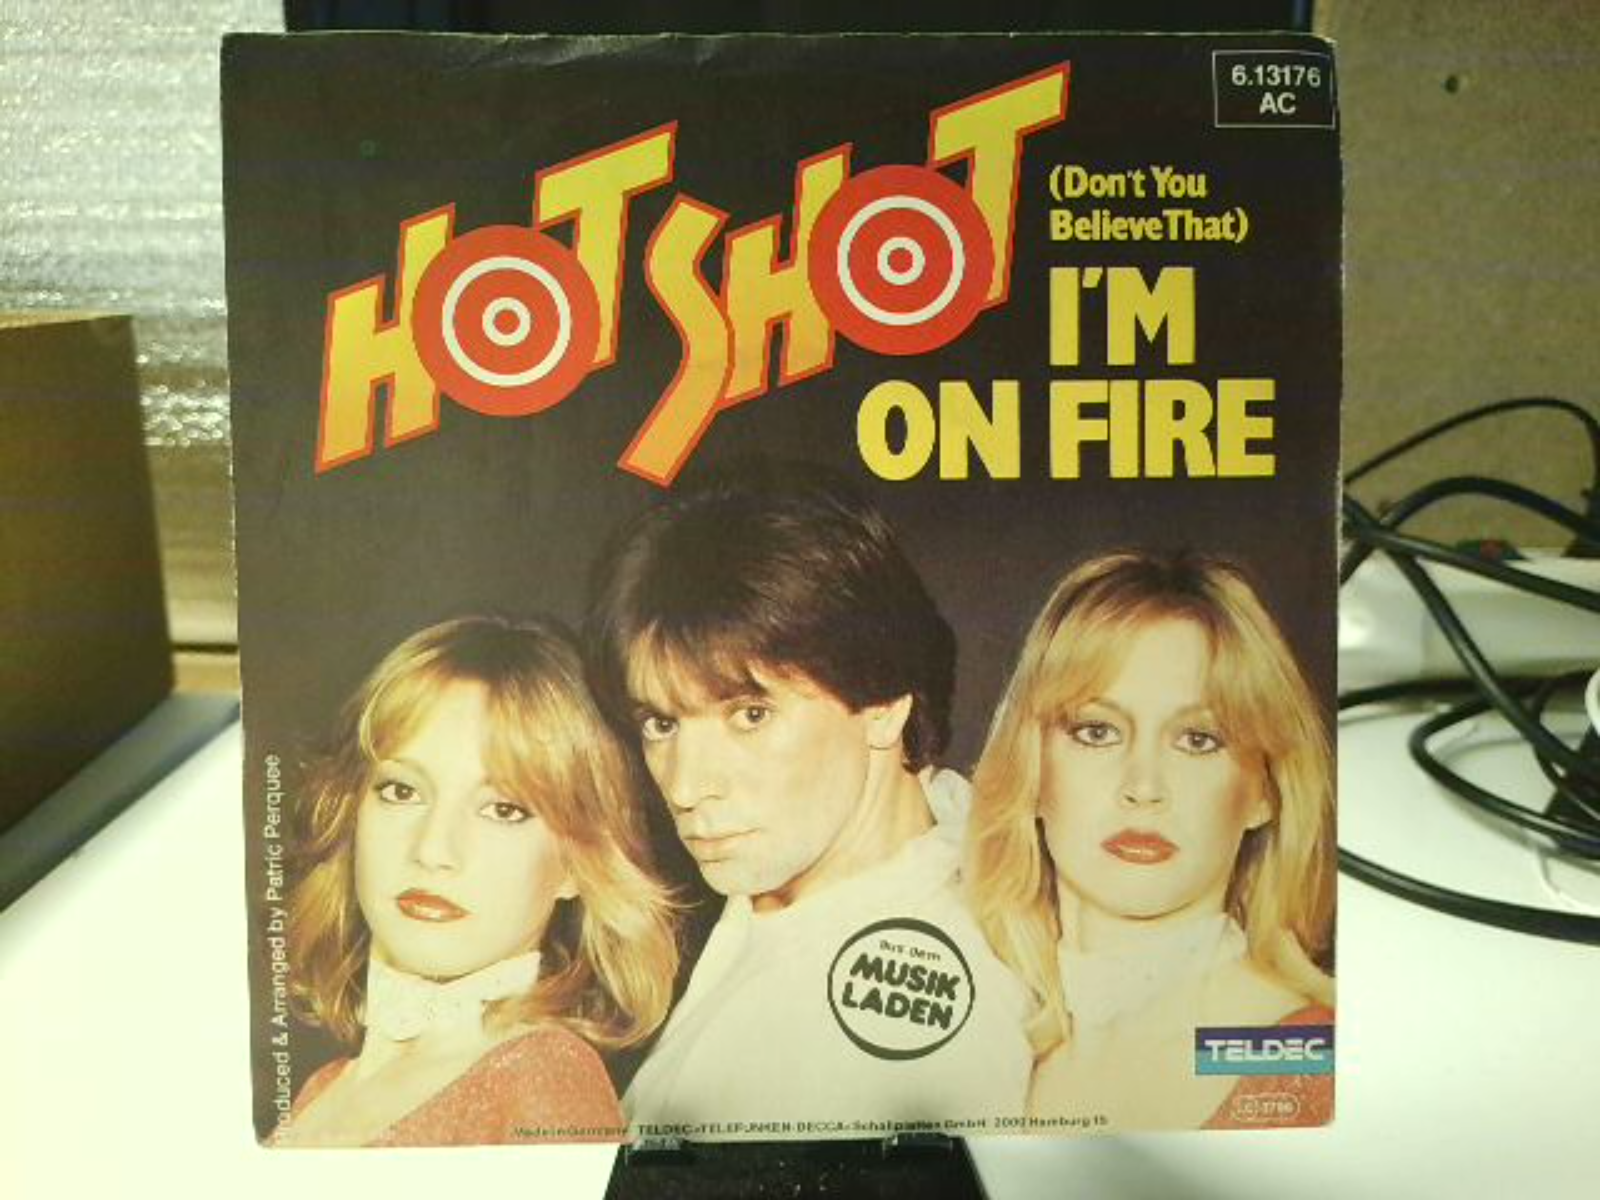 6.13176
AC
HOT SHOT
(Don't You
Believe That)
I'M
ON FIRE
Produced & Arranged by Patric Perquee
Aus dem
MUSIK
LADEN
TELDEC
Made in Germany TELDEC »TELEFUNKEN-DECCA« Schallplatten GmbH 2000 Hamburg 15